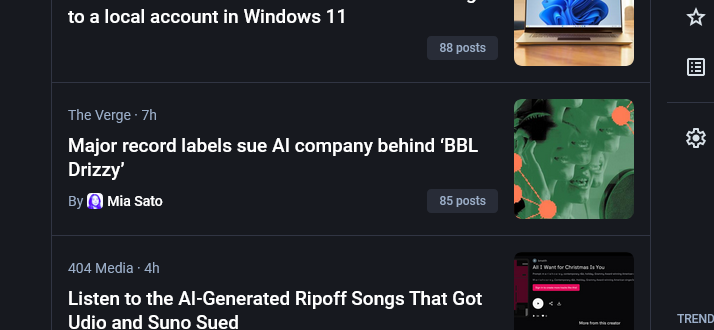 to a local account in Windows 11
88 posts
The Verge · 7h
Major record labels sue AI company behind ‘BBL
Drizzy’
By Mia Sato
85 posts
404 Media · 4h
Listen to the AI-Generated Ripoff Songs That Got
Udio and Suno Sued
All I Want for Christmas Is You
More from this creator
TREND